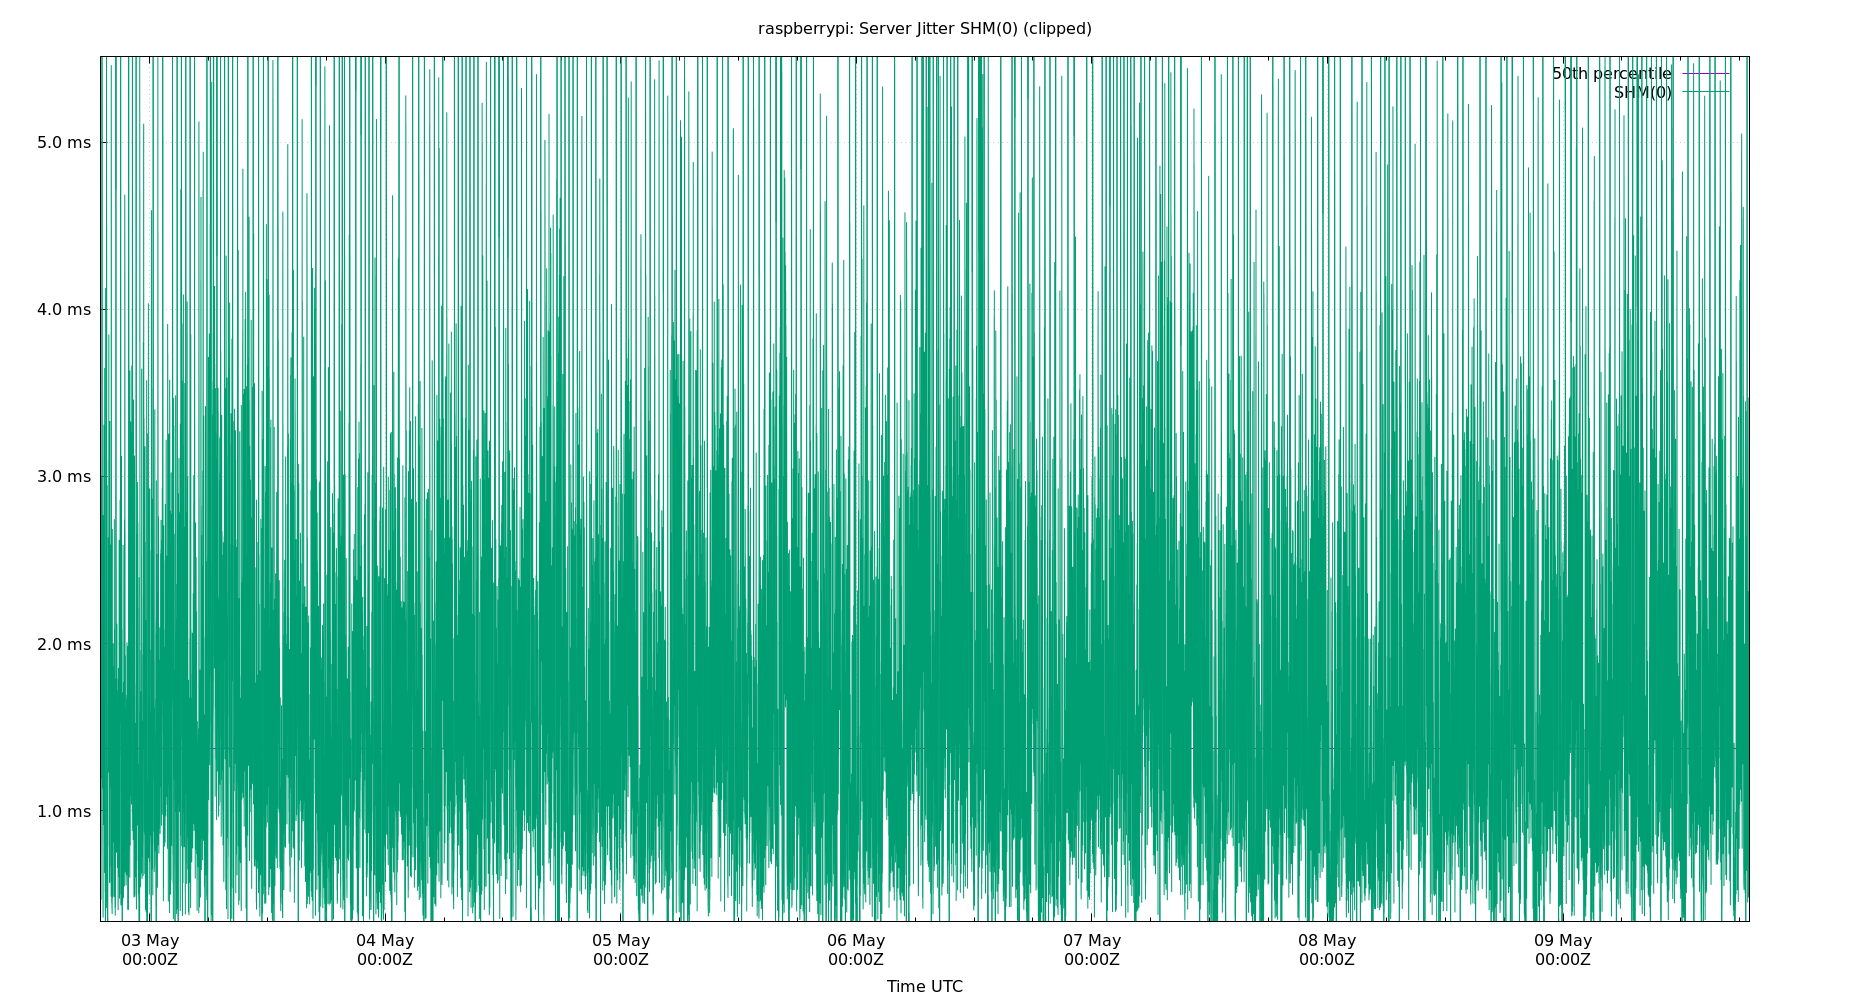 raspberrypi: Server Jitter SHM(0) (clipped)
50th percentile
SHM(0)
5.0 ms
4.0 ms
3.0 ms
2.0 ms
1.0 ms
03 May 04 May 05 May 06 May 07 May 08 May 09 May
00:00Z 00:00Z 00:00Z 00:00Z 00:00Z 00:00Z 00:00Z
Time UTC